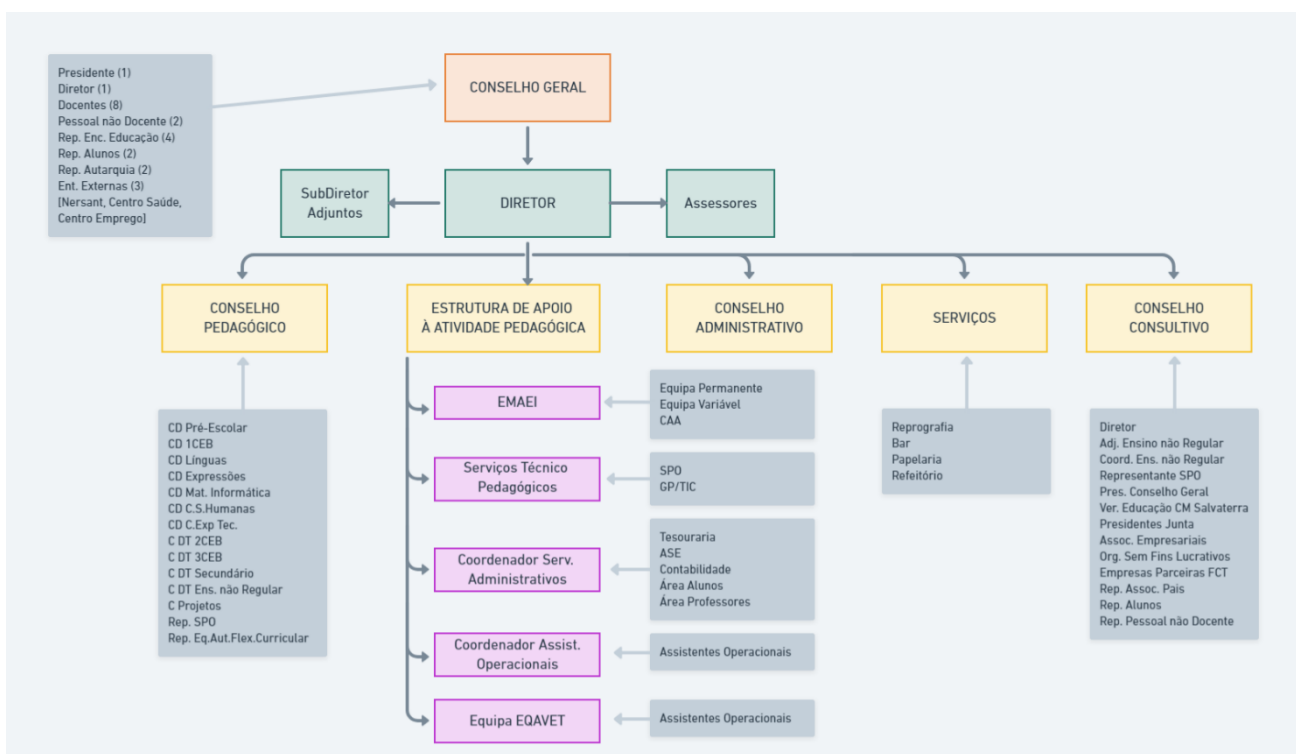 Presidente (1)
Diretor (1)
Docentes (8)
Pessoal não Docente (2)
Rep. Enc. Educação (4)
Rep. Alunos (2)
Rep. Autarquia (2)
Ent. Externas (3)
[Nersant, Centro Saúde,
Centro Emprego]
CONSELHO GERAL
SubDiretor
Adjuntos
DIRETOR
Assessores
CONSELHO
PEDAGÓGICO
ESTRUTURA DE APOIO
À ATIVIDADE PEDAGÓGICA
CONSELHO
ADMINISTRATIVO
SERVIÇOS
CONSELHO
CONSULTIVO
CD Pré-Escolar
CD 1CEB
CD Línguas
CD Expressões
CD Mat. Informática
CD C.S.Humanas
CD C.Exp Tec.
C DT 2CEB
C DT 3CEB
C DT Secundário
C DT Ens. não Regular
C Projetos
Rep. SPO
Rep. Eq.Aut.Flex.Curricular
EMAEI
Equipa Permanente
Equipa Variável
CAA
Serviços Técnico
Pedagógicos
SPO
GP/TIC
Coordenador Serv.
Administrativos
Tesouraria
ASE
Contabilidade
Área Alunos
Área Professores
Coordenador Assist.
Operacionais
Assistentes Operacionais
Equipa EQAVET
Assistentes Operacionais
Reprografia
Bar
Papelaria
Refeitório
Diretor
Adj. Ensino não Regular
Coord. Ens. não Regular
Representante SPO
Pres. Conselho Geral
Ver. Educação CM Salvaterra
Presidentes Junta
Assoc. Empresariais
Org. Sem Fins Lucrativos
Empresas Parceiras FCT
Rep. Assoc. Pais
Rep. Alunos
Rep. Pessoal não Docente